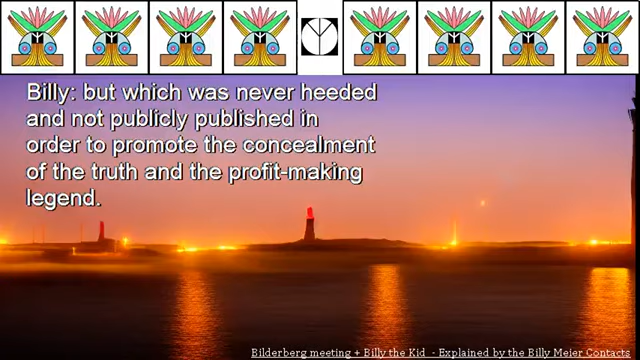 Billy: but which was never heeded
and not publicly published in
order to promote the concealment
of the truth and the profit-making
legend.
Bilderberg meeting + Billy the Kid - Explained by the Billy Meier Contacts